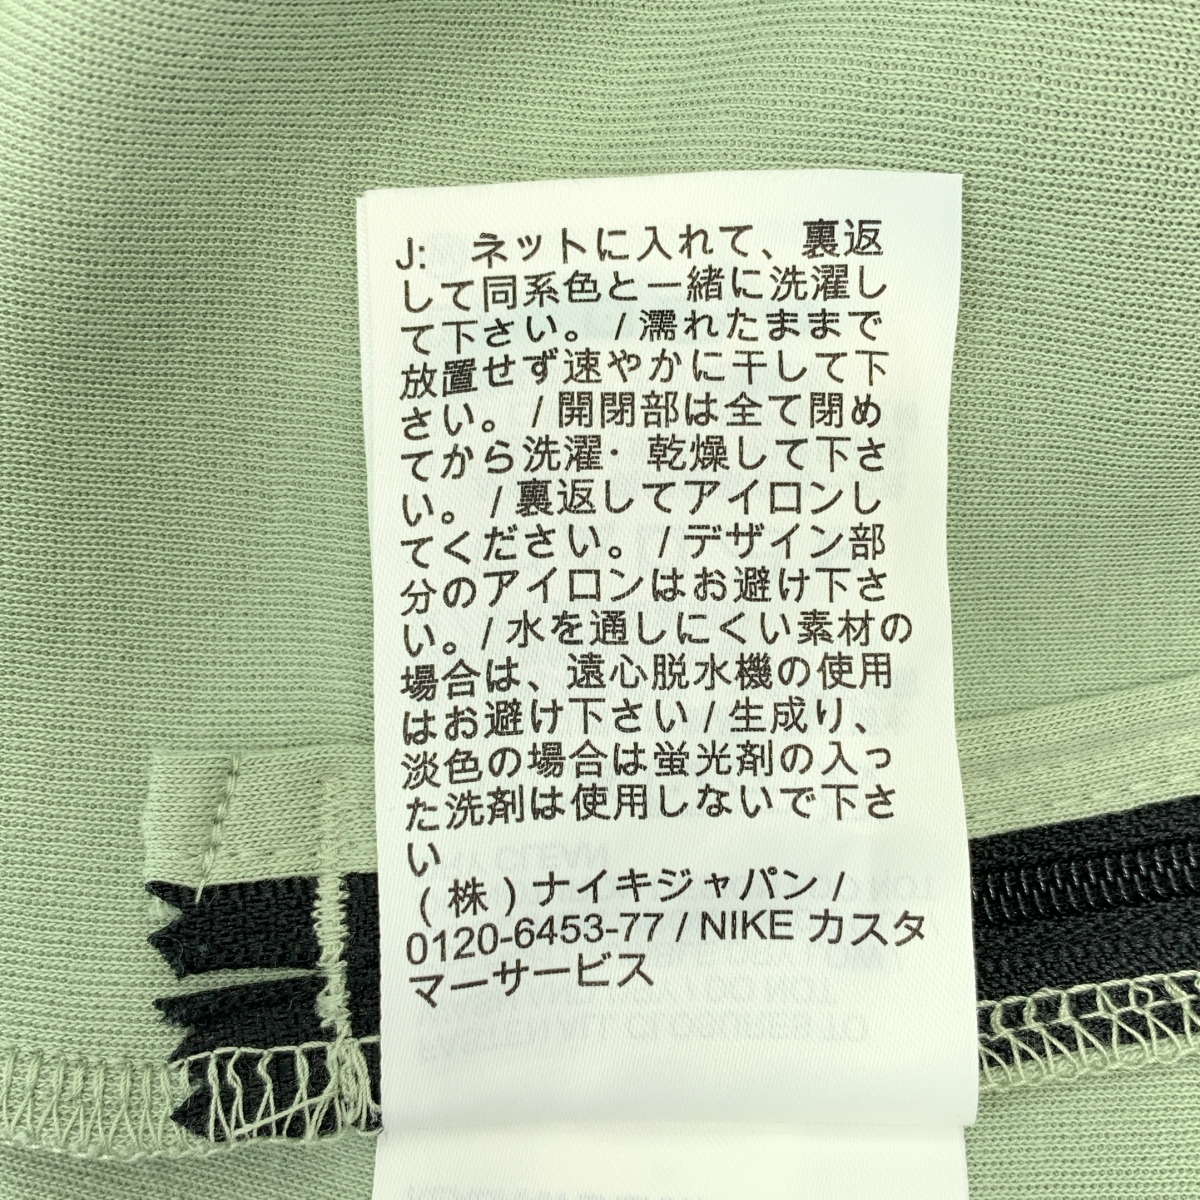 J: ネットに入れて、裏返
して同系色と一緒に洗濯し
て下さい。 / 濡れたままで
放置せず速やかに干して下
さい。 / 開閉部は全て閉め
てから洗濯・ 乾燥して下さ
い。 / 裏返してアイロンし
てください。 / デザイン部
分のアイロンはお避け下さ
い。/ 水を通しにくい素材の
場合は、遠心脱水機の使用
はお避け下さい / 生成り、
淡色の場合は蛍光剤の入っ
た洗剤は使用しないで下さ
い
( 株 ) ナイキジャパン /
0120-6453-77 / NIKE カスタ
マーサービス